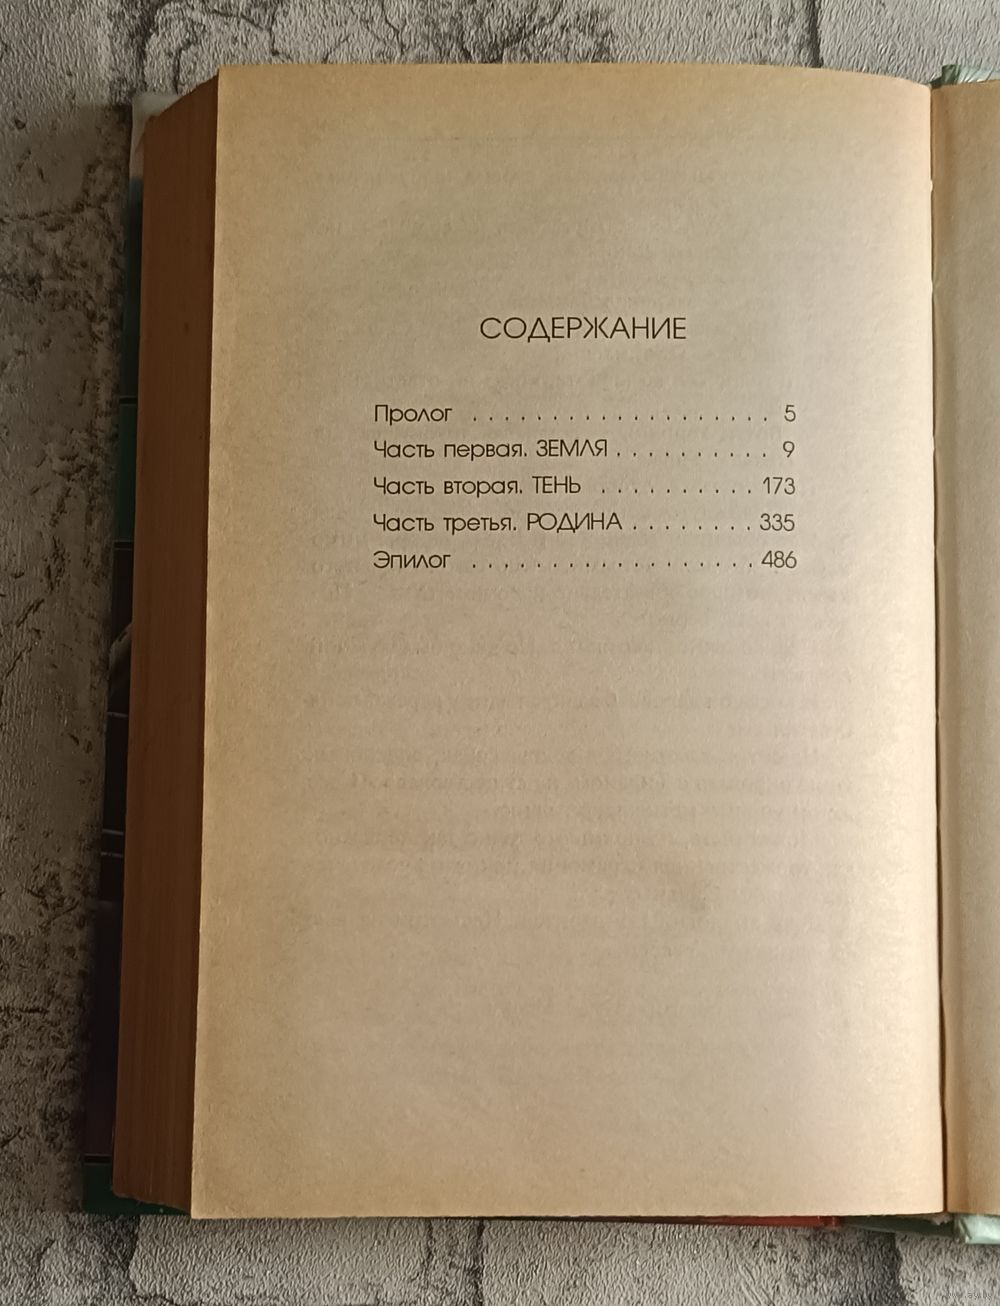 СОДЕРЖАНИЕ
Пролог . . . . . . . . . . . . . . . . . . . 5
Часть первая. ЗЕМЛЯ . . . . . . . . . . 9
Часть вторая. ТЕНЬ . . . . . . . . . . 173
Часть третья. РОДИНА . . . . . . . . 335
Эпилог . . . . . . . . . . . . . . . . . . 486